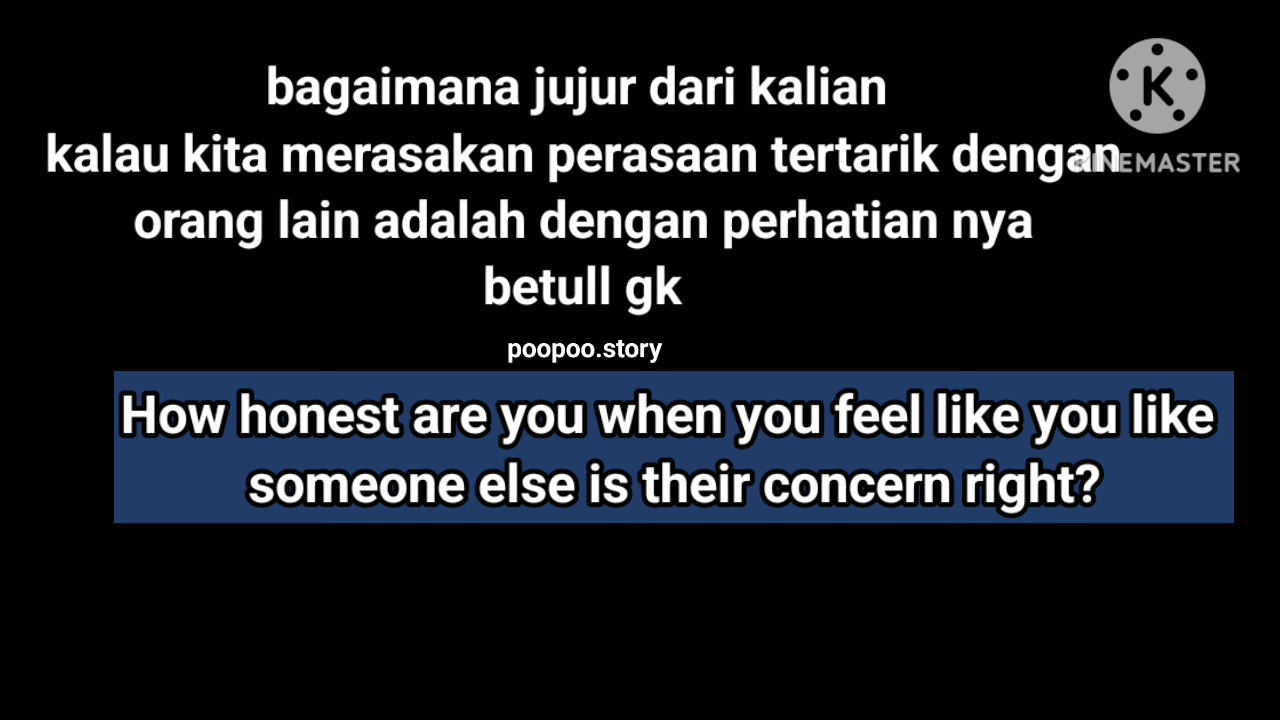 bagaimana jujur dari kalian
kalau kita merasakan perasaan tertarik dengan
orang lain adalah dengan perhatian nya
betull gk
poopoo.story
How honest are you when you feel like you like
someone else is their concern right?
K
KINEMASTER